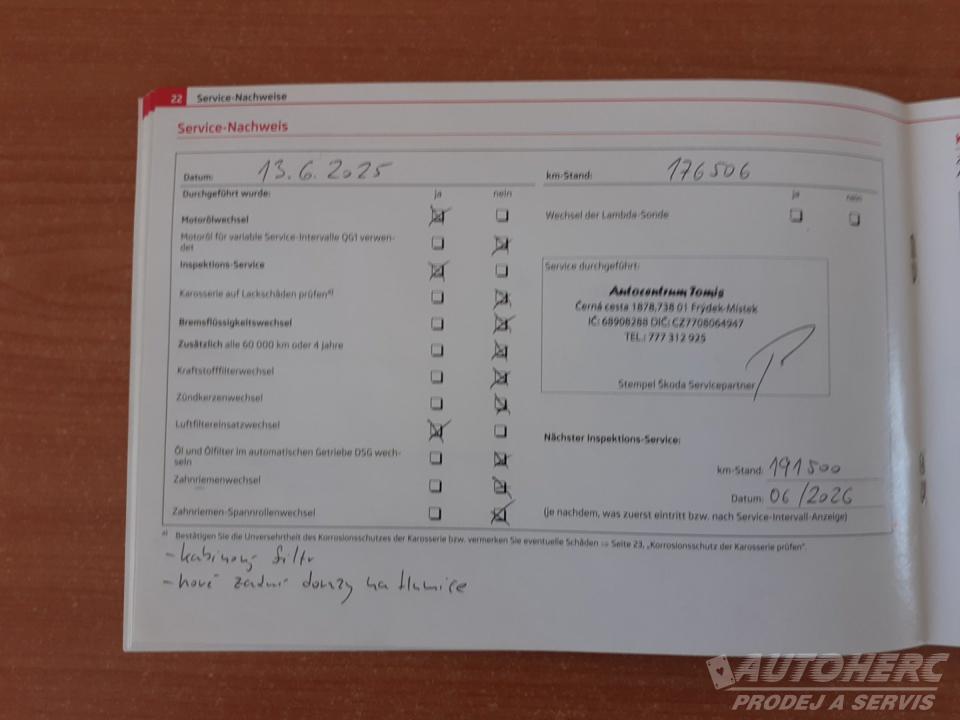 22 Service-Nachweise
Service-Nachweis
Datum: 13.6.2025
km-Stand: 176506
Durchgeführt wurde: ja nein
ja nein
Motorölwechsel
Wechsel der Lambda-Sonde
Motoröl für variable Service-Intervalle QG1 verwen-
det
Inspektions-Service
Karosserie auf Lackschäden prüfen a)
Bremsflüssigkeitswechsel
Zusätzlich alle 60 000 km oder 4 Jahre
Kraftstofffilterwechsel
Zündkerzenwechsel
Luftfiltereinsatzwechsel
Öl und Ölfilter im automatischen Getriebe DSG wech-
seln
Zahnriemenwechsel
Zahnriemen-Spannrollenwechsel
Service durchgeführt:
Autocentrum Tomis
Černá cesta 1878,738 01 Frýdek-Místek
IČ: 68908288 DIČ: CZ7708064947
TEL.: 777 312 925
Stempel Škoda Servicepartner
Nächster Inspektions-Service:
km-Stand: 191500
Datum: 06/2026
(je nachdem, was zuerst eintritt bzw. nach Service-Intervall-Anzeige)
a) Bestätigen Sie die Unversehrtheit des Korrosionsschutzes der Karosserie bzw. vermerken Sie eventuelle Schäden ⇒ Seite 23, „Korrosionsschutz der Karosserie prüfen".
- kabinový filtr
- nové zadní dorazy na tlumiče
AUTOHERC
PRODEJ A SERVIS